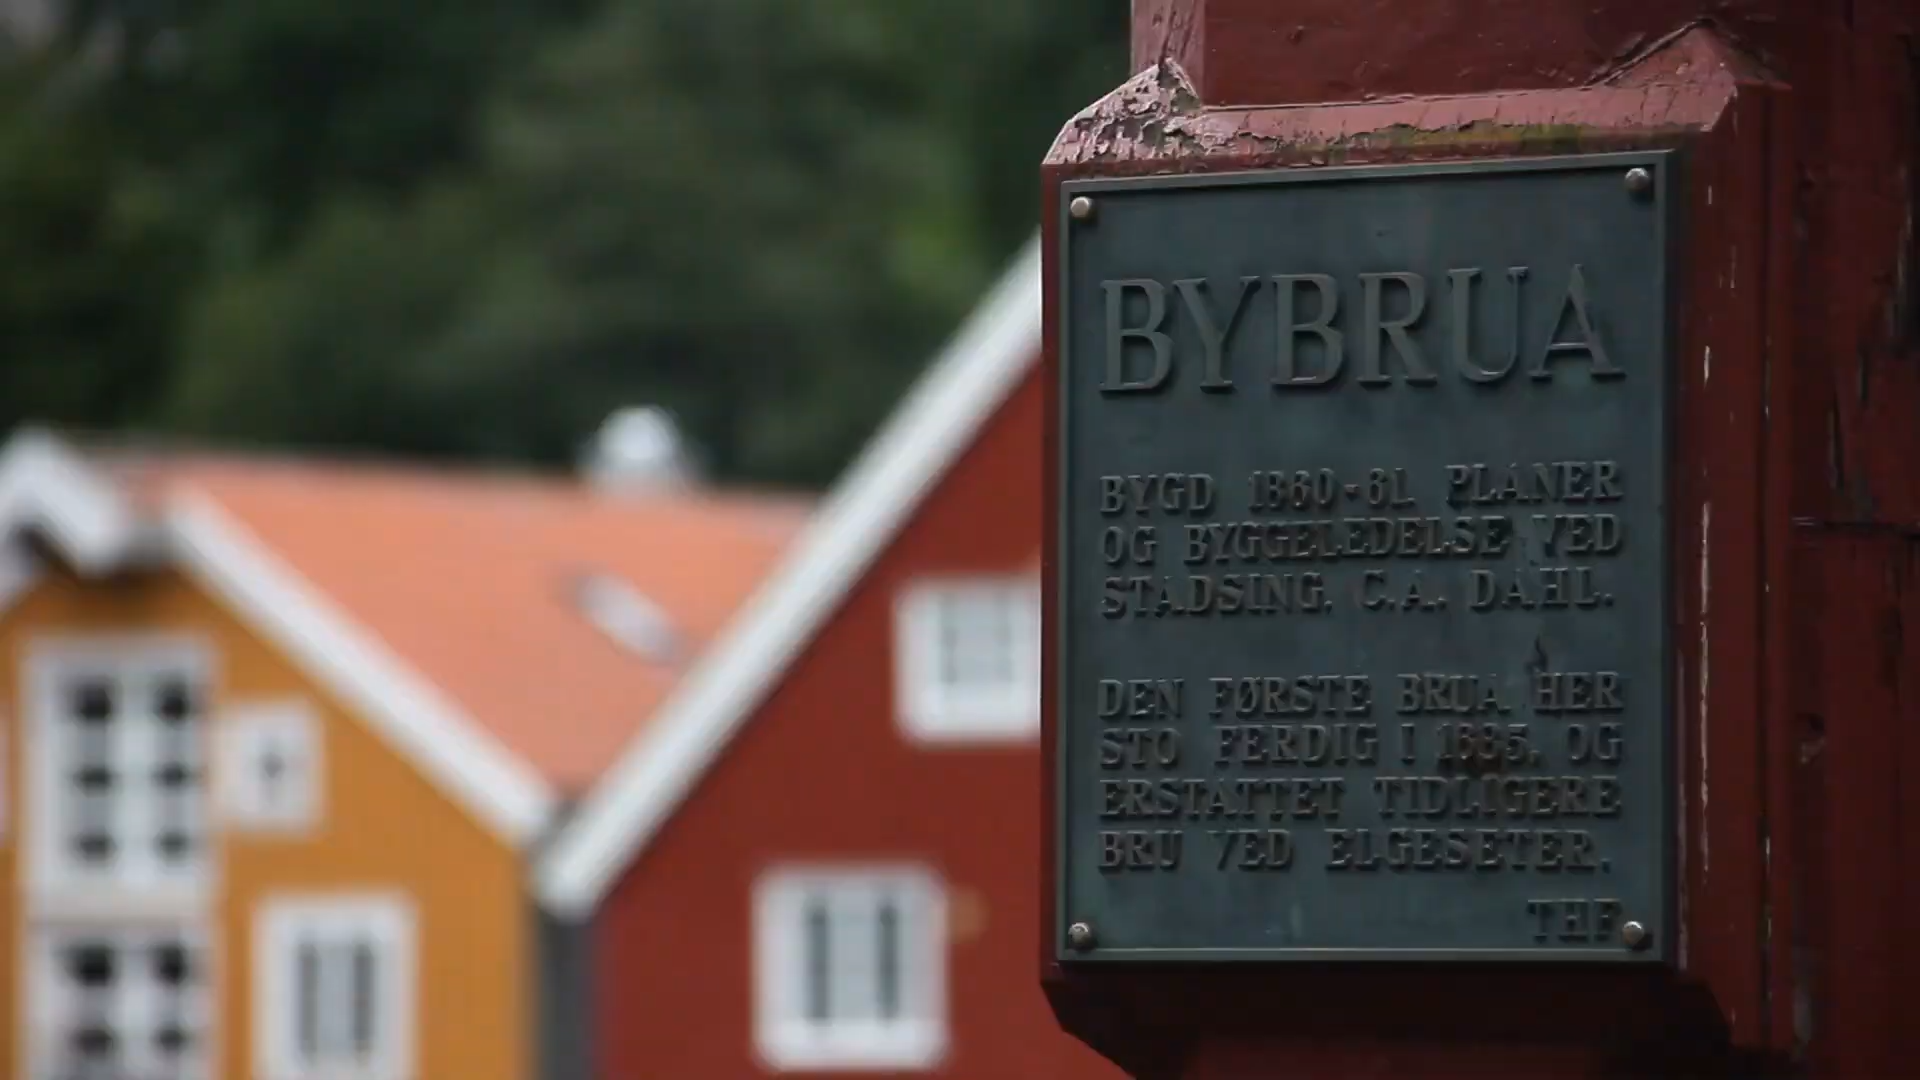 BYBRUA
BYGD 1860-61. PLANER
OG BYGGELEDELSE VED
STADSING. C.A. DAHL.
DEN FØRSTE BRUA HER
STO FERDIG I 1685, OG
ERSTATTET TIDLIGERE
BRU VED ELGESETER.
THF